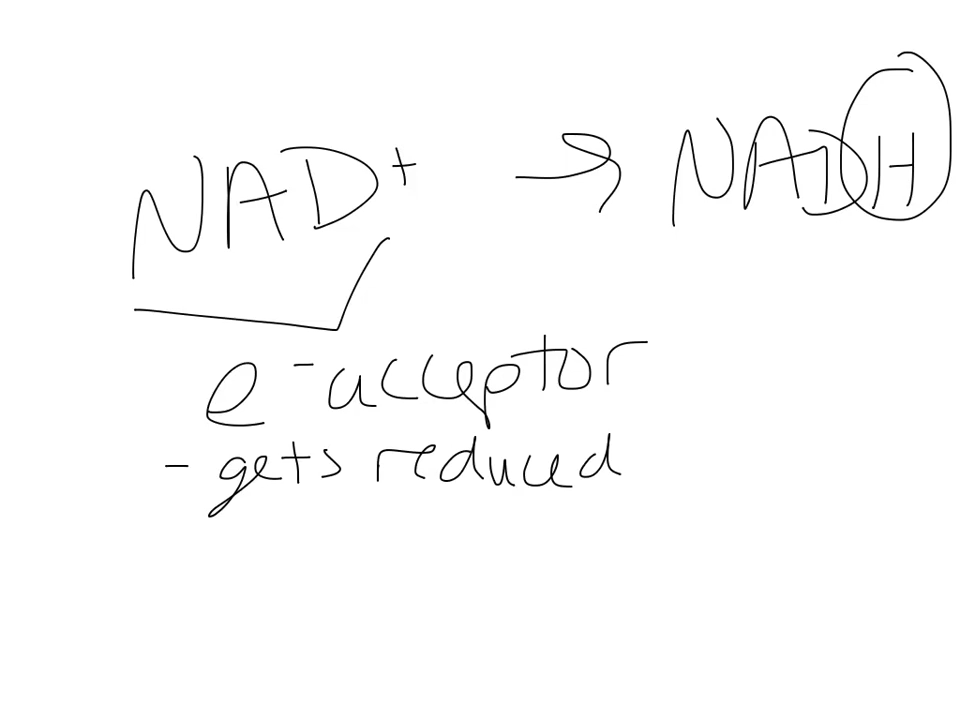 NAD⁺ → NADH
e⁻ acceptor
- gets reduced